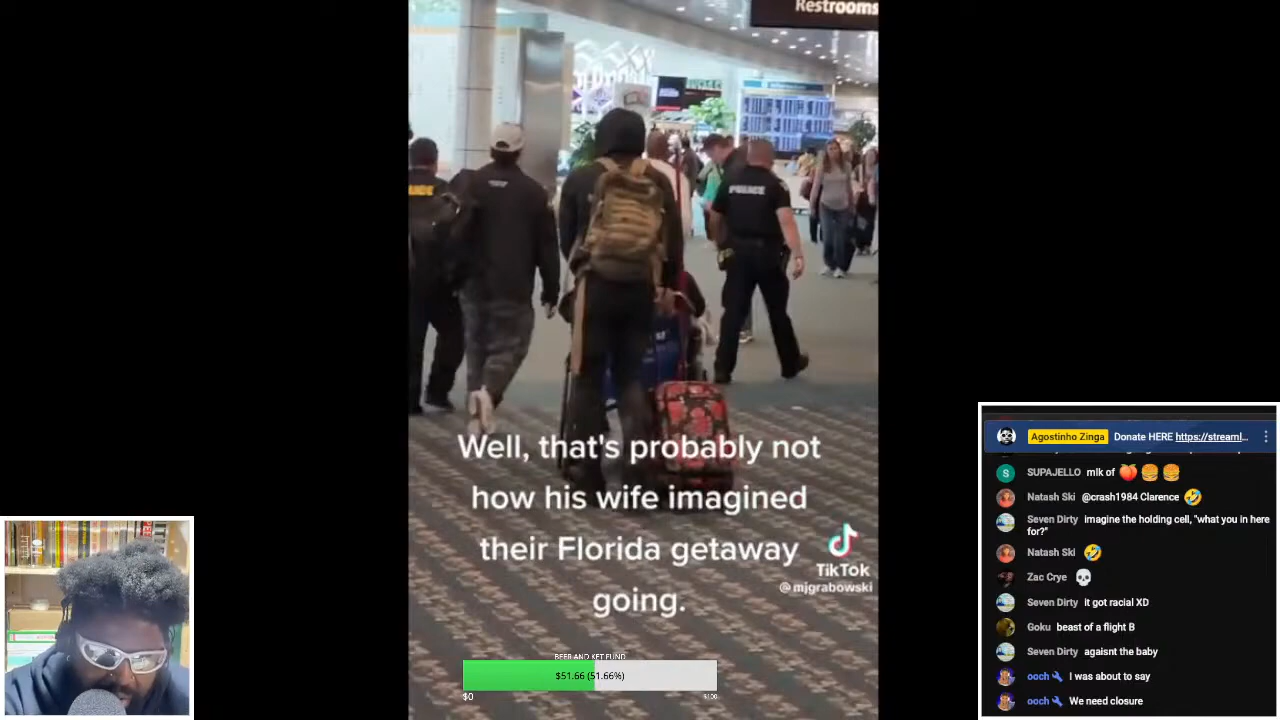 Restrooms
POLICE
Well, that's probably not
how his wife imagined
their Florida getaway
going.
TikTok
@mjgrabowski
BEER AND KET FUND
$51.66 (51.66%)
$0
$100
Agostinho Zinga Donate HERE https://streaml...
S SUPAJELLO mlk of 🍑🍔🍔
Natash Ski @crash1984 Clarence 🤣
Seven Dirty imagine the holding cell, "what you in here
for?"
Natash Ski 🤣
Zac Crye 💀
Seven Dirty it got racial XD
Goku beast of a flight B
Seven Dirty agaisnt the baby
ooch 🔧 I was about to say
ooch 🔧 We need closure